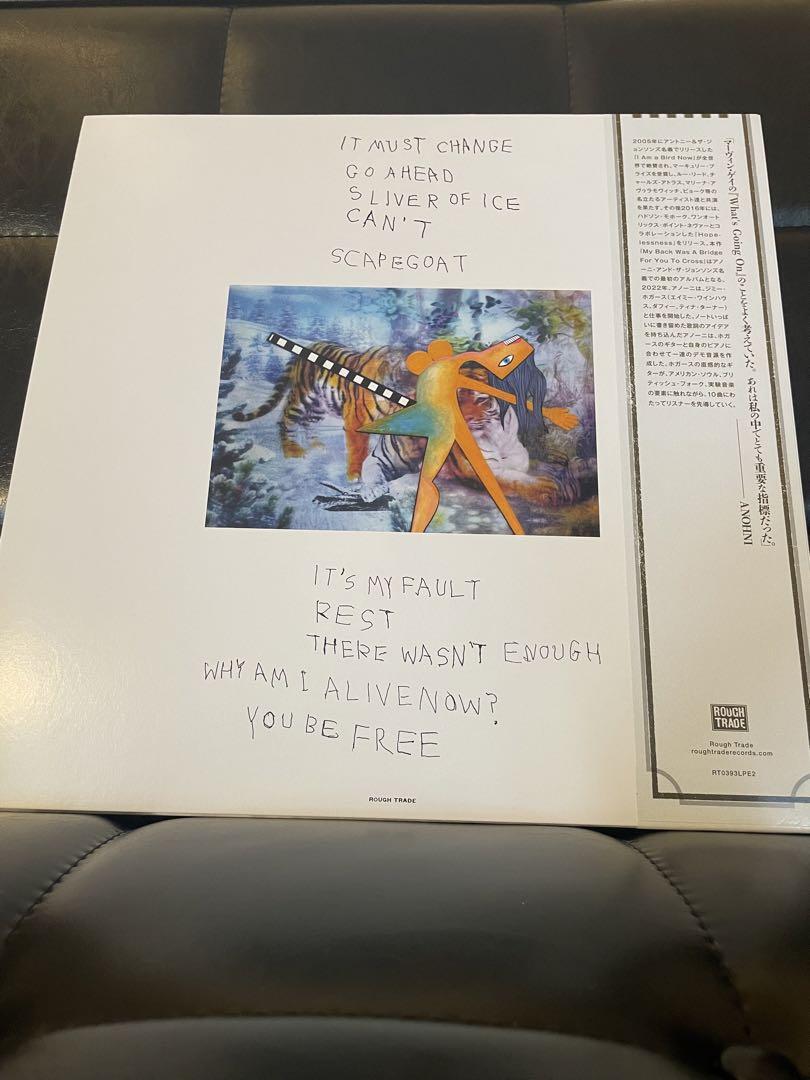 IT MUST CHANGE
GO AHEAD
SLIVER OF ICE
CAN'T
SCAPEGOAT
IT'S MY FAULT
REST
THERE WASN'T ENOUGH
WHY AM I ALIVE NOW?
YOU BE FREE
ROUGH TRADE
「マーヴィン・ゲイの『What's Going On』のことをよく考えていた。あれは私の中でとても重要な指標だった」。
ANOHNI
2005年にアントニー&ザ・ジ
ョンソンズ名義でリリースした
『I Am a Bird Now』が全世
界で絶賛され、マーキュリー・プ
ライズを受賞し、ルー・リード、チ
ャールズ・アトラス、マリーナ・ア
ヴラモヴィッチ、ビョーク等の
名立たるアーティスト達と共演
を果たす。その後2016年には、
ハドソン・モホーク、ワンオート
リックス・ポイント・ネヴァーとコ
ラボレーションした『Hope-
lessness』をリリース。本作
『My Back Was A Bridge
For You To Cross』はアノ
ーニ・アンド・ザ・ジョンソンズ名
義での最初のアルバムとなる。
2022年、アノーニは、ジミー・
ホガース(エイミー・ワインハウ
ス、ダフィー、ティナ・ターナー)
と仕事を開始した。ノートいっぱ
いに書き留めた歌詞のアイデア
を持ち込んだアノーニは、ホガ
ースのギターと自身のピアノに
合わせて一連のデモ音源を作
成した。ホガースの直感的なギ
ターが、アメリカン・ソウル、ブリ
ティッシュ・フォーク、実験音楽
の要素に触れながら、10曲にわ
たってリスナーを先導していく。
ROUGH
TRADE
Rough Trade
roughtraderecords.com
RT0393LPE2